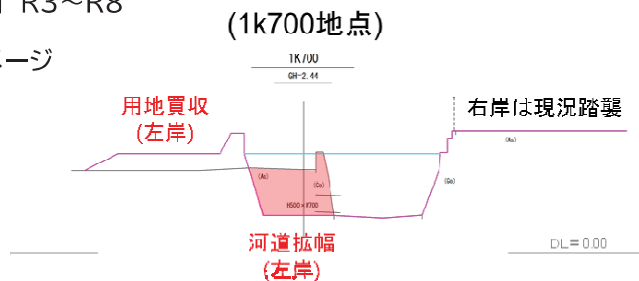 R3～R8
(1k700地点)
ージ
1K700
GH-2.44
用地買収
(左岸)
右岸は現況踏襲
(As)
(Ac)
(Co)
(Go)
H500×W700
河道拡幅
(左岸)
DL=0.00